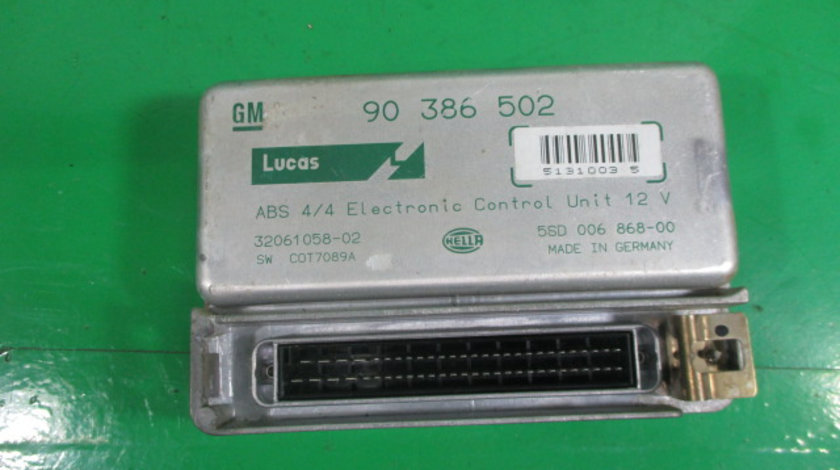 GM 90 386 502
Lucas
5131003 5
ABS 4/4 Electronic Control Unit 12 V
32061058-02 HELLA 5SD 006 868-00
SW COT7089A MADE IN GERMANY